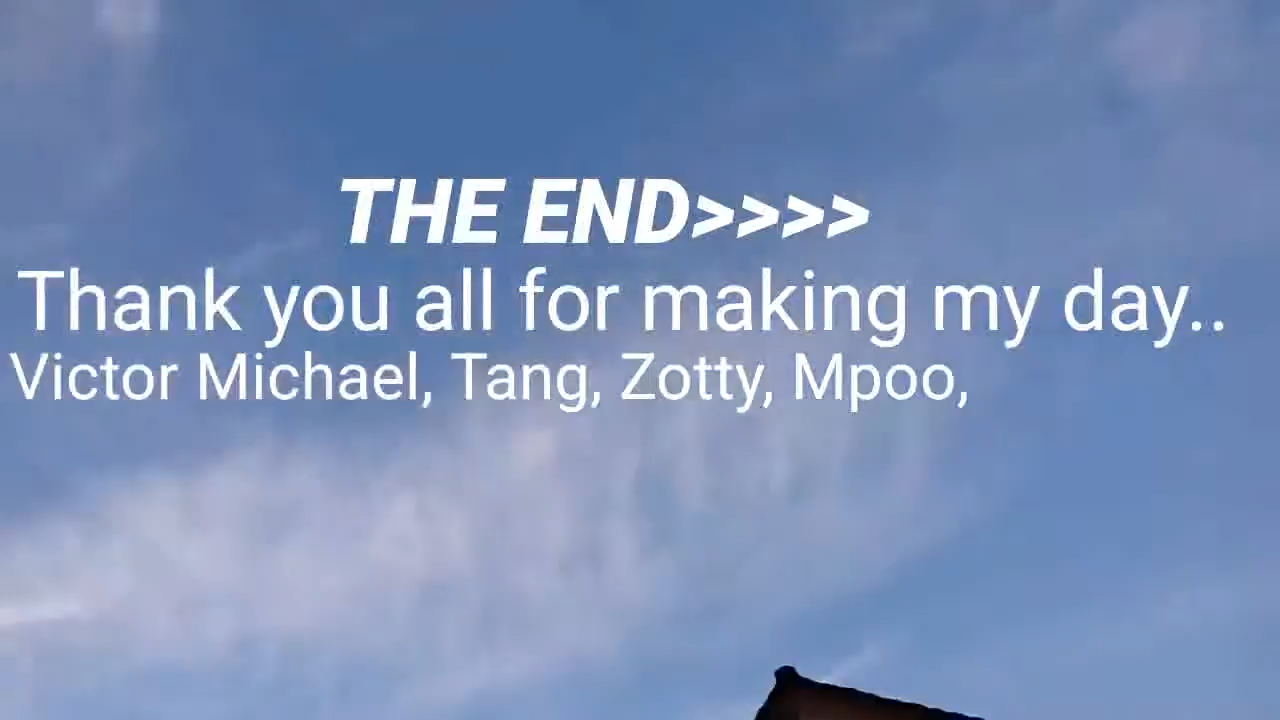 THE END>>>>
Thank you all for making my day..
Victor Michael, Tang, Zotty, Mpoo,